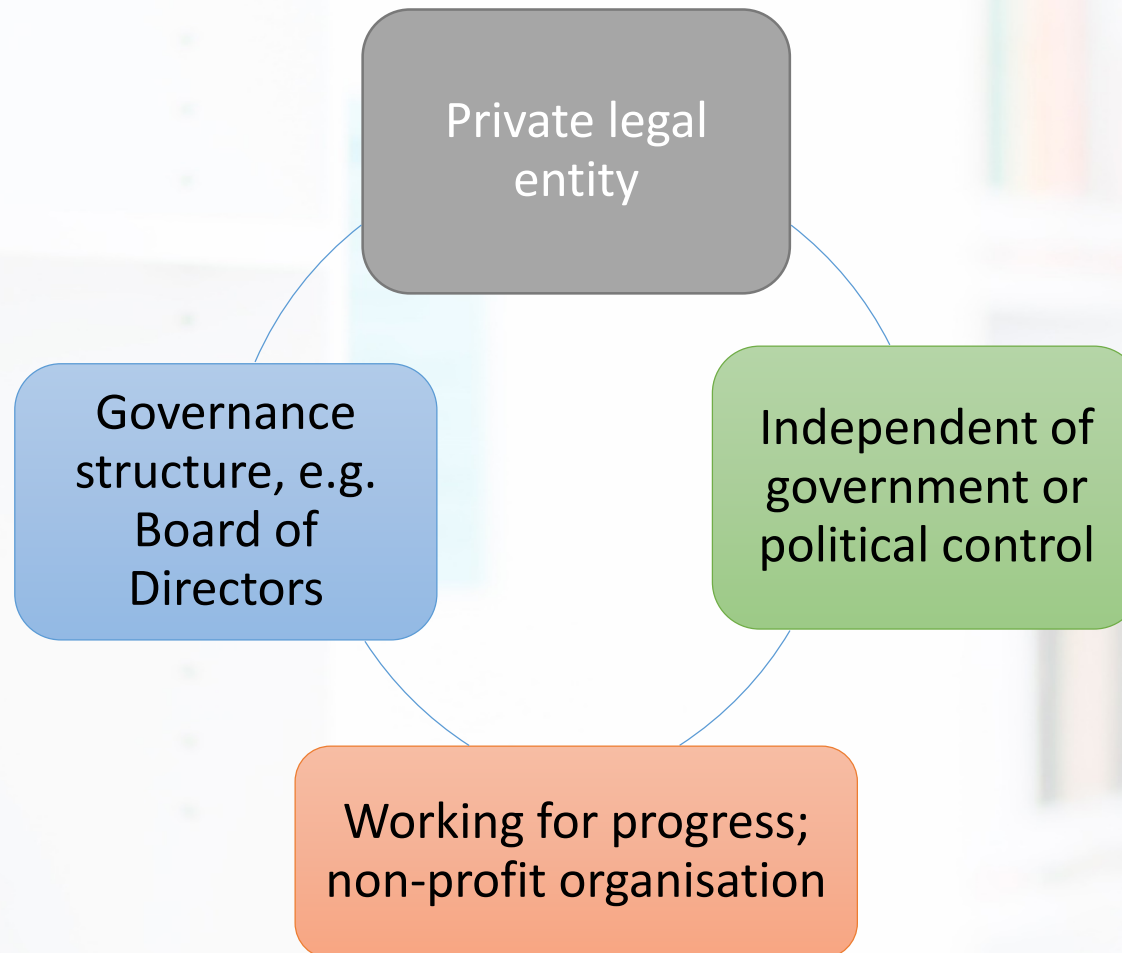 Private legal
entity
Governance
structure, e.g.
Board of
Directors
Independent of
government or
political control
Working for progress;
non-profit organisation